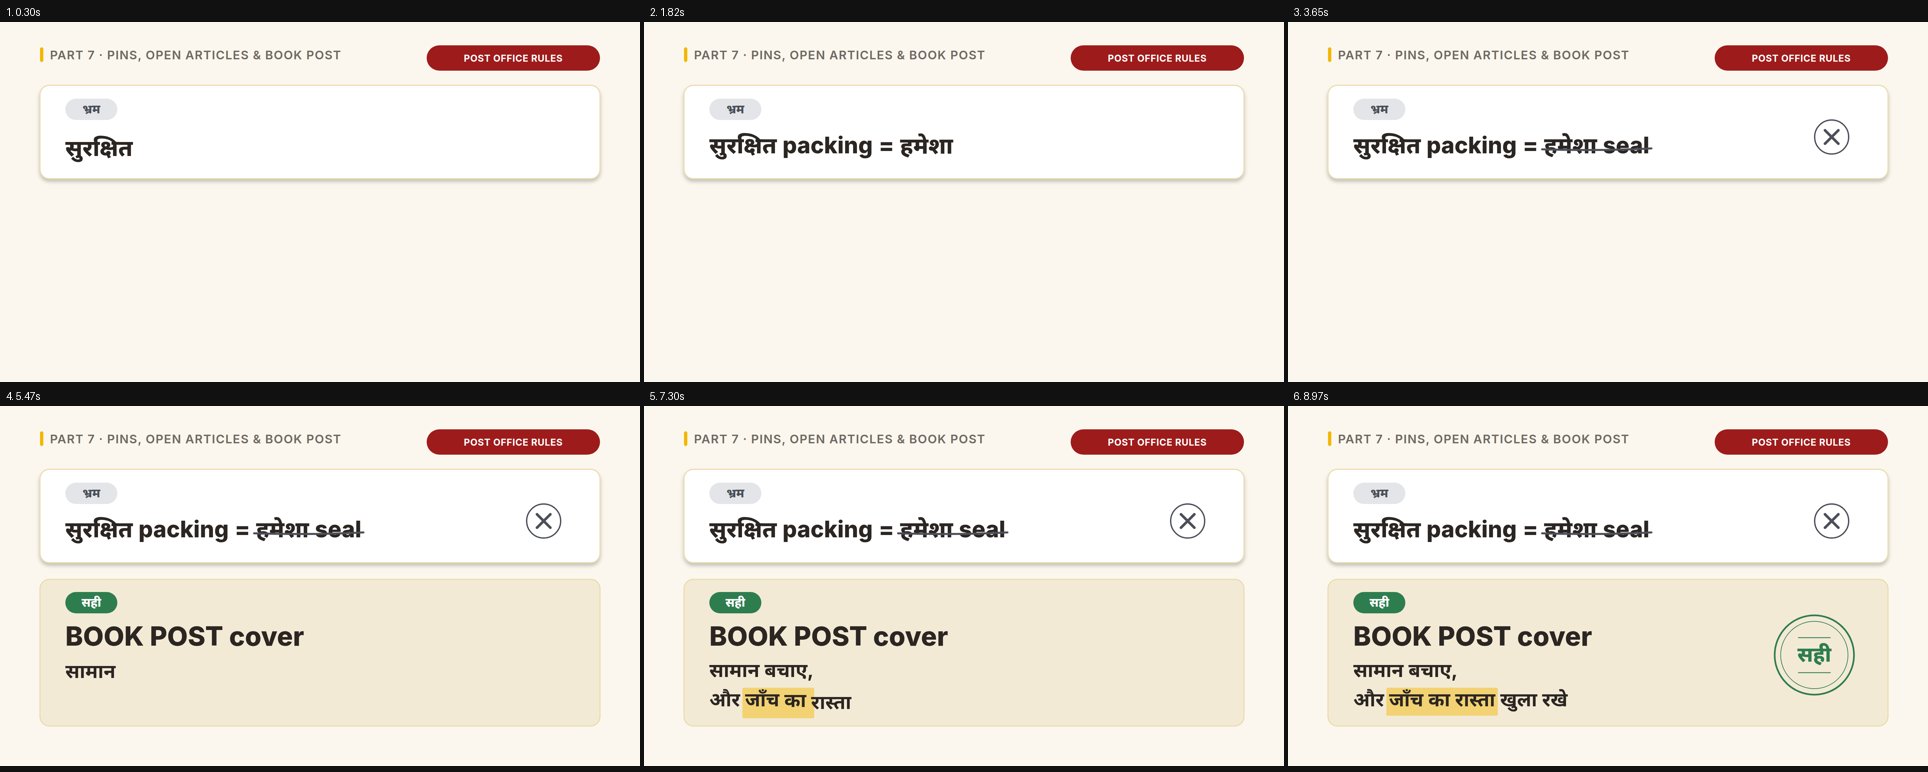 1. 0.30s
PART 7 · PINS, OPEN ARTICLES & BOOK POST
POST OFFICE RULES
भ्रम
सुरक्षित
2. 1.82s
PART 7 · PINS, OPEN ARTICLES & BOOK POST
POST OFFICE RULES
भ्रम
सुरक्षित packing = हमेशा
3. 3.65s
PART 7 · PINS, OPEN ARTICLES & BOOK POST
POST OFFICE RULES
भ्रम
सुरक्षित packing = हमेशा seal
4. 5.47s
PART 7 · PINS, OPEN ARTICLES & BOOK POST
POST OFFICE RULES
भ्रम
सुरक्षित packing = हमेशा seal
सही
BOOK POST cover
सामान
5. 7.30s
PART 7 · PINS, OPEN ARTICLES & BOOK POST
POST OFFICE RULES
भ्रम
सुरक्षित packing = हमेशा seal
सही
BOOK POST cover
सामान बचाए,
और जाँच का रास्ता
6. 8.97s
PART 7 · PINS, OPEN ARTICLES & BOOK POST
POST OFFICE RULES
भ्रम
सुरक्षित packing = हमेशा seal
सही
BOOK POST cover
सामान बचाए,
और जाँच का रास्ता खुला रखे
सही